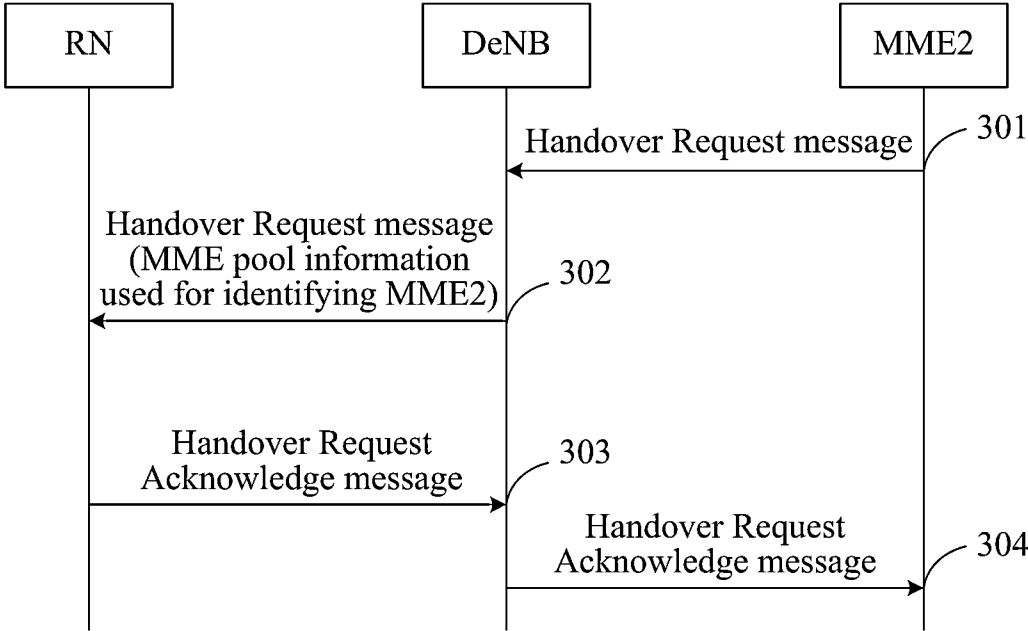 RN
DeNB
MME2
301
Handover Request message
Handover Request message
(MME pool information
used for identifying MME2)
302
Handover Request
Acknowledge message
303
Handover Request
Acknowledge message
304